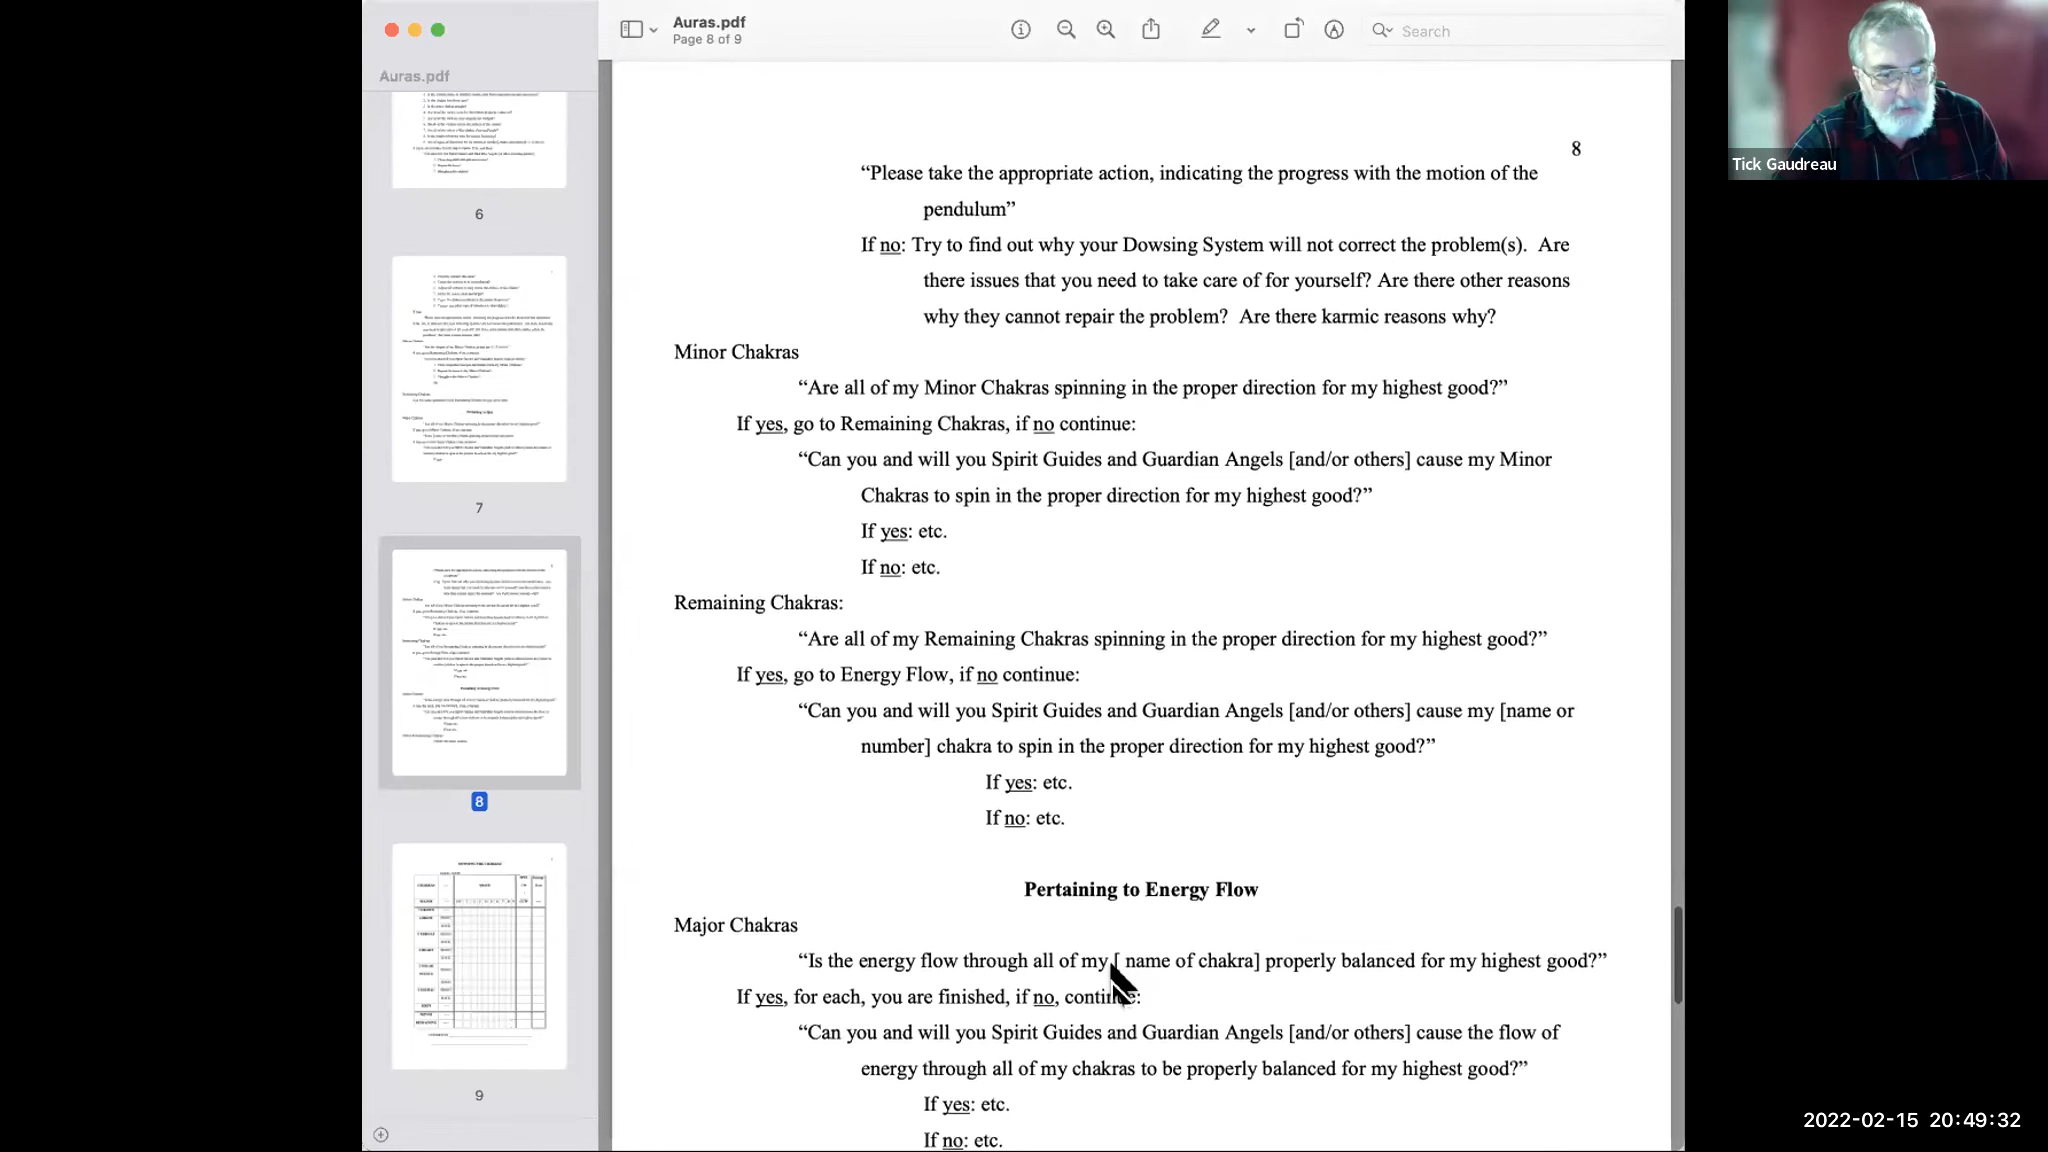 Auras.pdf
Page 8 of 9
Search
Auras.pdf
6
7
8
9
Tick Gaudreau
8
“Please take the appropriate action, indicating the progress with the motion of the
pendulum”
If no: Try to find out why your Dowsing System will not correct the problem(s). Are
there issues that you need to take care of for yourself? Are there other reasons
why they cannot repair the problem? Are there karmic reasons why?
Minor Chakras
“Are all of my Minor Chakras spinning in the proper direction for my highest good?”
If yes, go to Remaining Chakras, if no continue:
“Can you and will you Spirit Guides and Guardian Angels [and/or others] cause my Minor
Chakras to spin in the proper direction for my highest good?”
If yes: etc.
If no: etc.
Remaining Chakras:
“Are all of my Remaining Chakras spinning in the proper direction for my highest good?”
If yes, go to Energy Flow, if no continue:
“Can you and will you Spirit Guides and Guardian Angels [and/or others] cause my [name or
number] chakra to spin in the proper direction for my highest good?”
If yes: etc.
If no: etc.
Pertaining to Energy Flow
Major Chakras
“Is the energy flow through all of my [ name of chakra] properly balanced for my highest good?”
If yes, for each, you are finished, if no, continue:
“Can you and will you Spirit Guides and Guardian Angels [and/or others] cause the flow of
energy through all of my chakras to be properly balanced for my highest good?”
If yes: etc.
If no: etc.
2022-02-15 20:49:32